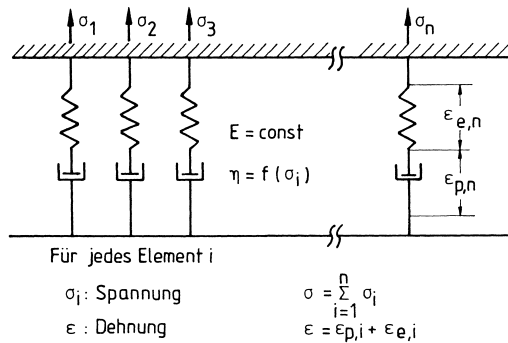 σ1 σ2 σ3 σn
εe,n
E = const
η = f (σi)
εp,n
Für jedes Element i
σi : Spannung
σ = Σ σi (i=1, n)
ε : Dehnung
ε = εp,i + εe,i